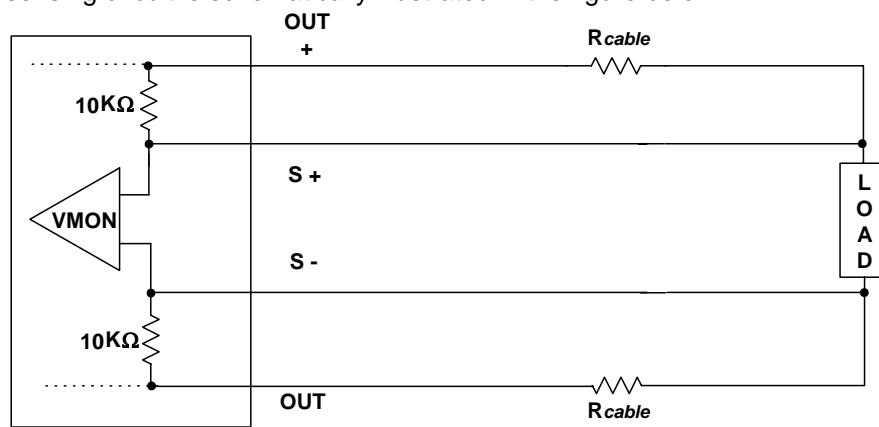 OUT
+
Rcable
10KΩ
S +
VMON
L
O
A
D
S -
10KΩ
OUT
Rcable